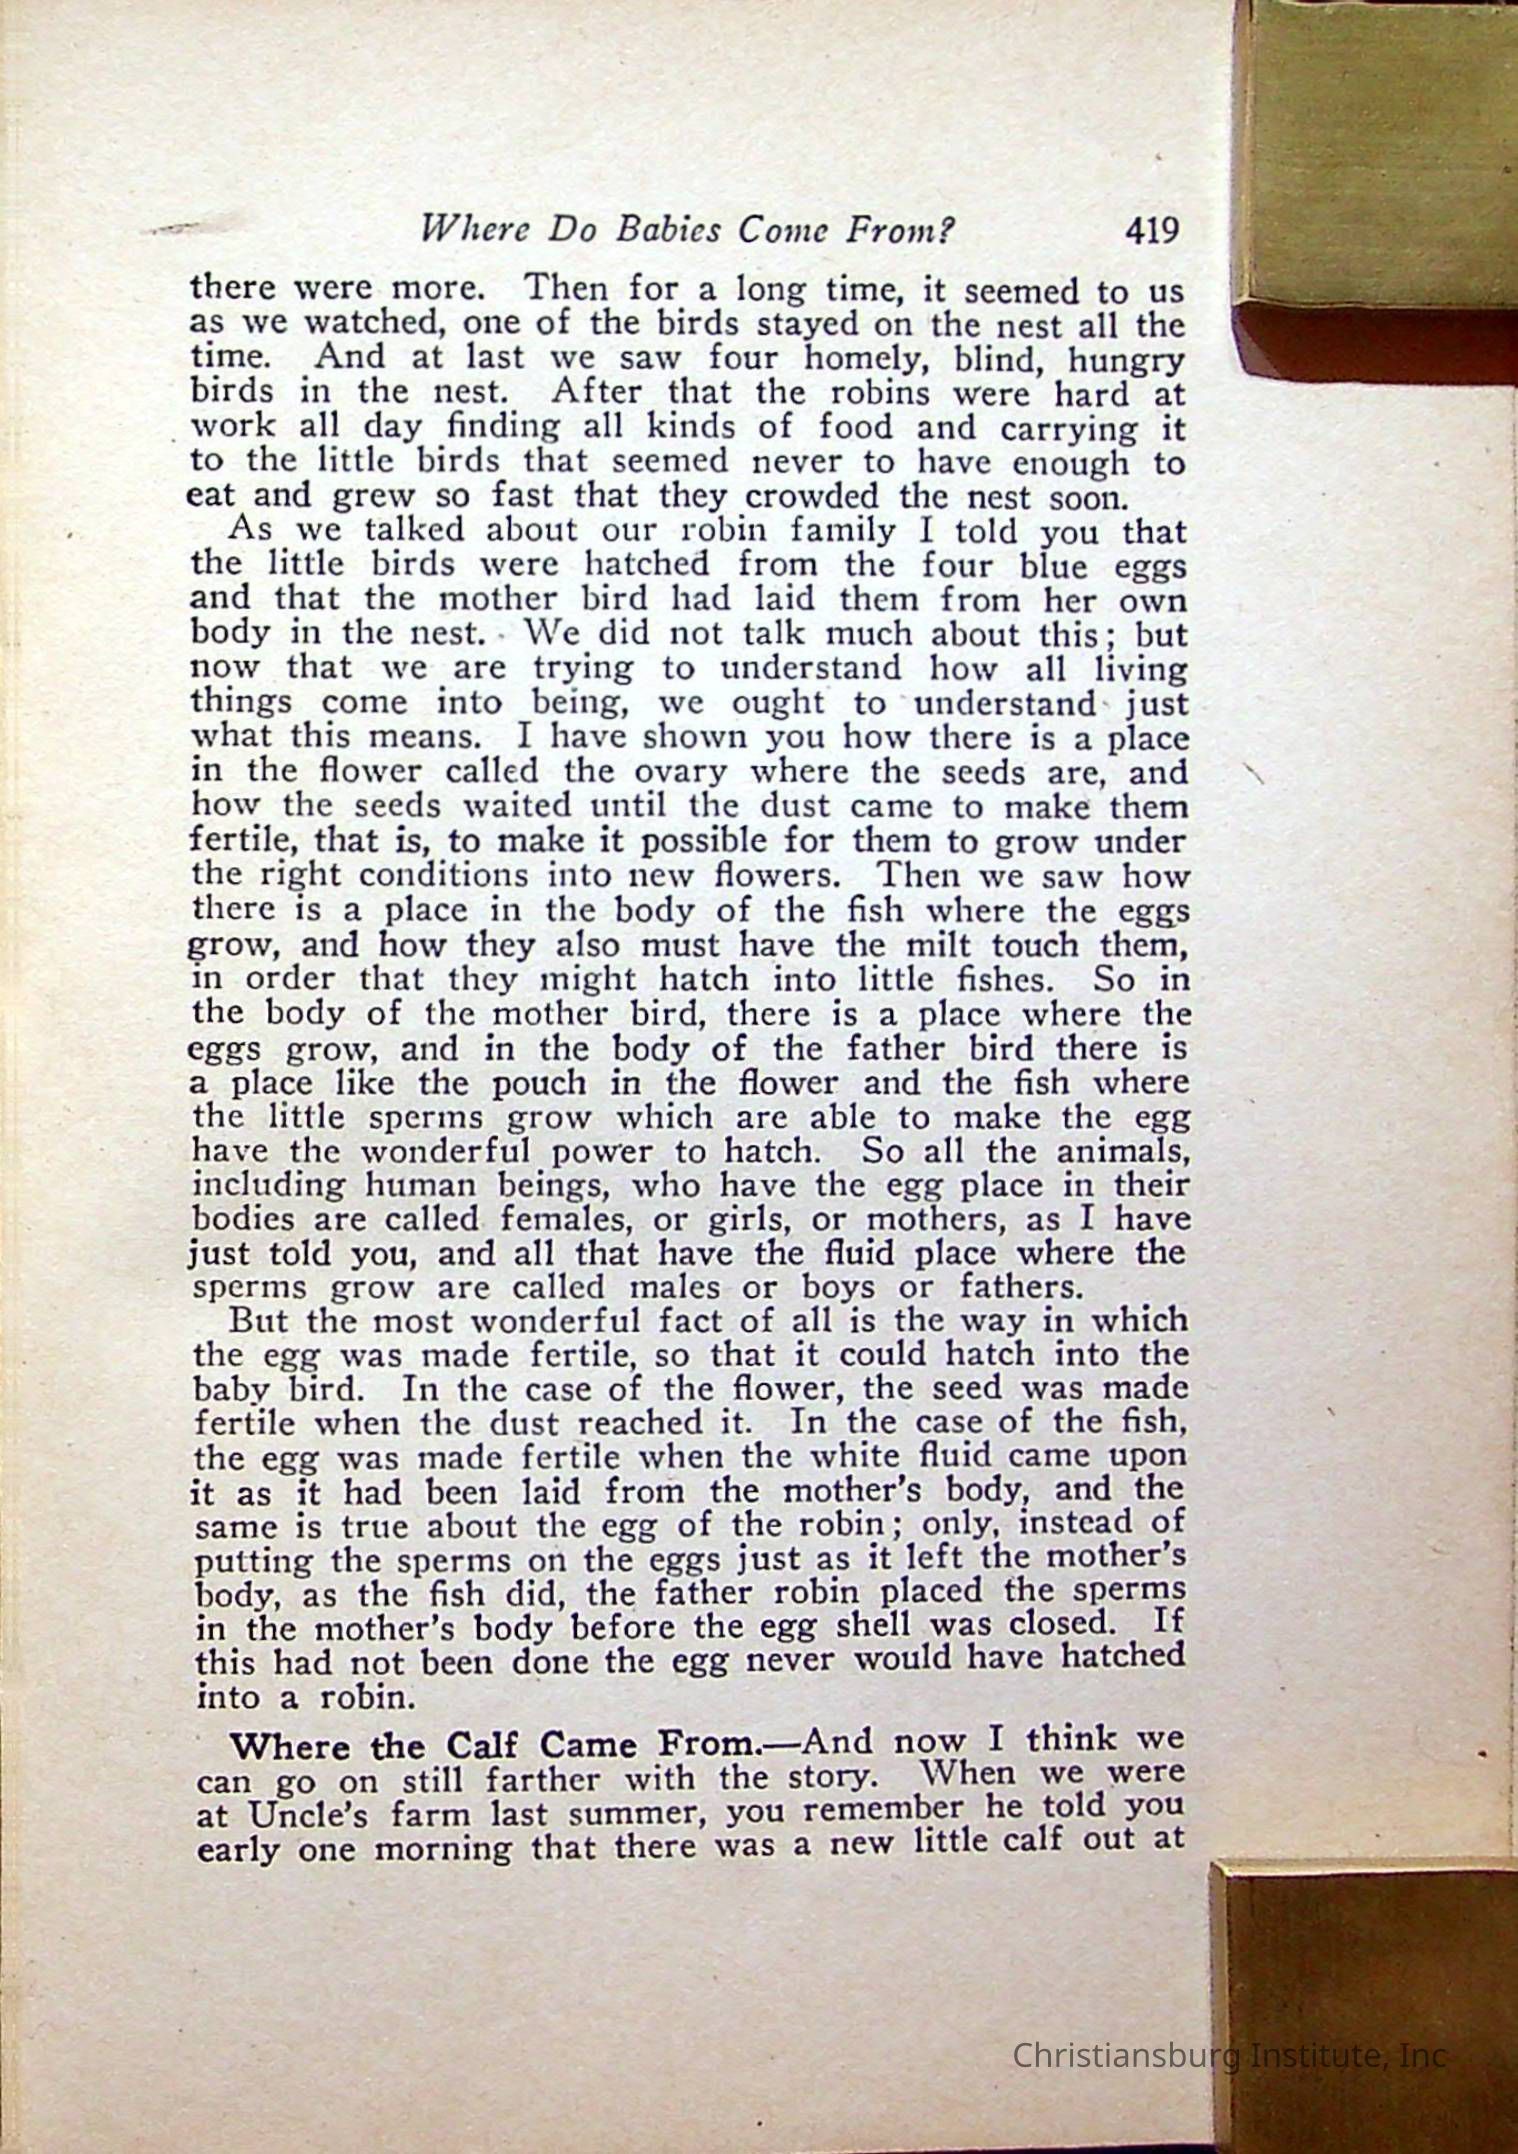 Where Do Babies Come From? 419
there were more. Then for a long time, it seemed to us
as we watched, one of the birds stayed on the nest all the
time. And at last we saw four homely, blind, hungry
birds in the nest. After that the robins were hard at
work all day finding all kinds of food and carrying it
to the little birds that seemed never to have enough to
eat and grew so fast that they crowded the nest soon.
As we talked about our robin family I told you that
the little birds were hatched from the four blue eggs
and that the mother bird had laid them from her own
body in the nest. We did not talk much about this; but
now that we are trying to understand how all living
things come into being, we ought to understand just
what this means. I have shown you how there is a place
in the flower called the ovary where the seeds are, and
how the seeds waited until the dust came to make them
fertile, that is, to make it possible for them to grow under
the right conditions into new flowers. Then we saw how
there is a place in the body of the fish where the eggs
grow, and how they also must have the milt touch them,
in order that they might hatch into little fishes. So in
the body of the mother bird, there is a place where the
eggs grow, and in the body of the father bird there is
a place like the pouch in the flower and the fish where
the little sperms grow which are able to make the egg
have the wonderful power to hatch. So all the animals,
including human beings, who have the egg place in their
bodies are called females, or girls, or mothers, as I have
just told you, and all that have the fluid place where the
sperms grow are called males or boys or fathers.
But the most wonderful fact of all is the way in which
the egg was made fertile, so that it could hatch into the
baby bird. In the case of the flower, the seed was made
fertile when the dust reached it. In the case of the fish,
the egg was made fertile when the white fluid came upon
it as it had been laid from the mother's body, and the
same is true about the egg of the robin; only, instead of
putting the sperms on the eggs just as it left the mother's
body, as the fish did, the father robin placed the sperms
in the mother's body before the egg shell was closed. If
this had not been done the egg never would have hatched
into a robin.
Where the Calf Came From.—And now I think we
can go on still farther with the story. When we were
at Uncle's farm last summer, you remember he told you
early one morning that there was a new little calf out at
Christiansburg Institute, Inc